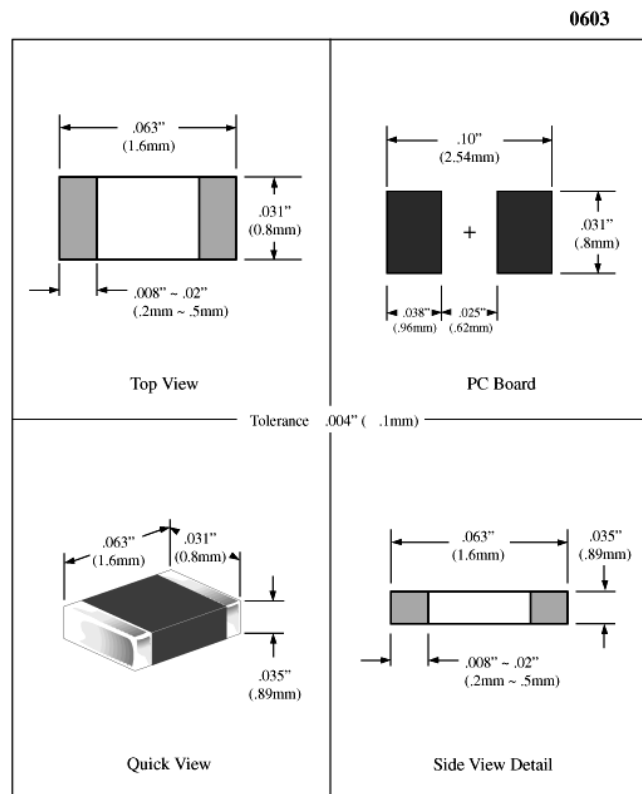 0603
.063”
(1.6mm)
.031”
(0.8mm)
.008” ~ .02”
(.2mm ~ .5mm)
Top View
.10”
(2.54mm)
+
.031”
(.8mm)
.038”
(.96mm)
.025”
(.62mm)
PC Board
Tolerance .004” ( .1mm)
.063”
(1.6mm)
.031”
(0.8mm)
.035”
(.89mm)
Quick View
.063”
(1.6mm)
.035”
(.89mm)
.008” ~ .02”
(.2mm ~ .5mm)
Side View Detail